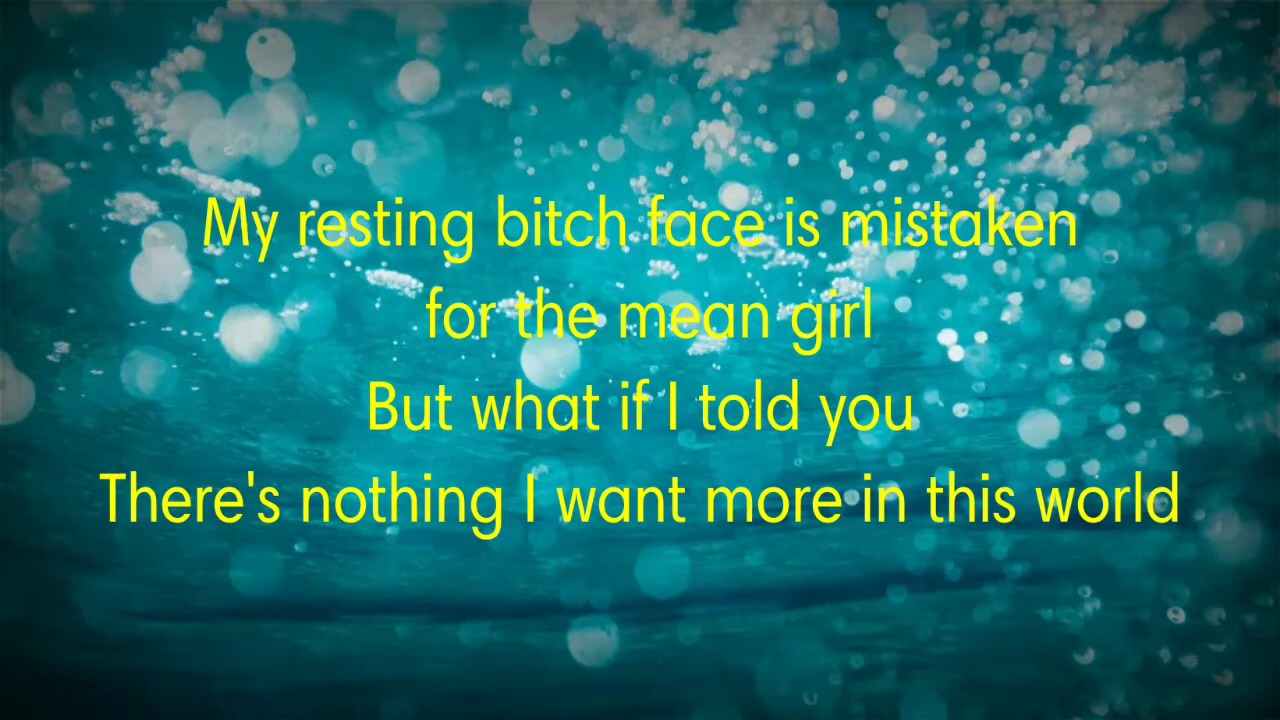 My resting bitch face is mistaken
for the mean girl
But what if I told you
There's nothing I want more in this world